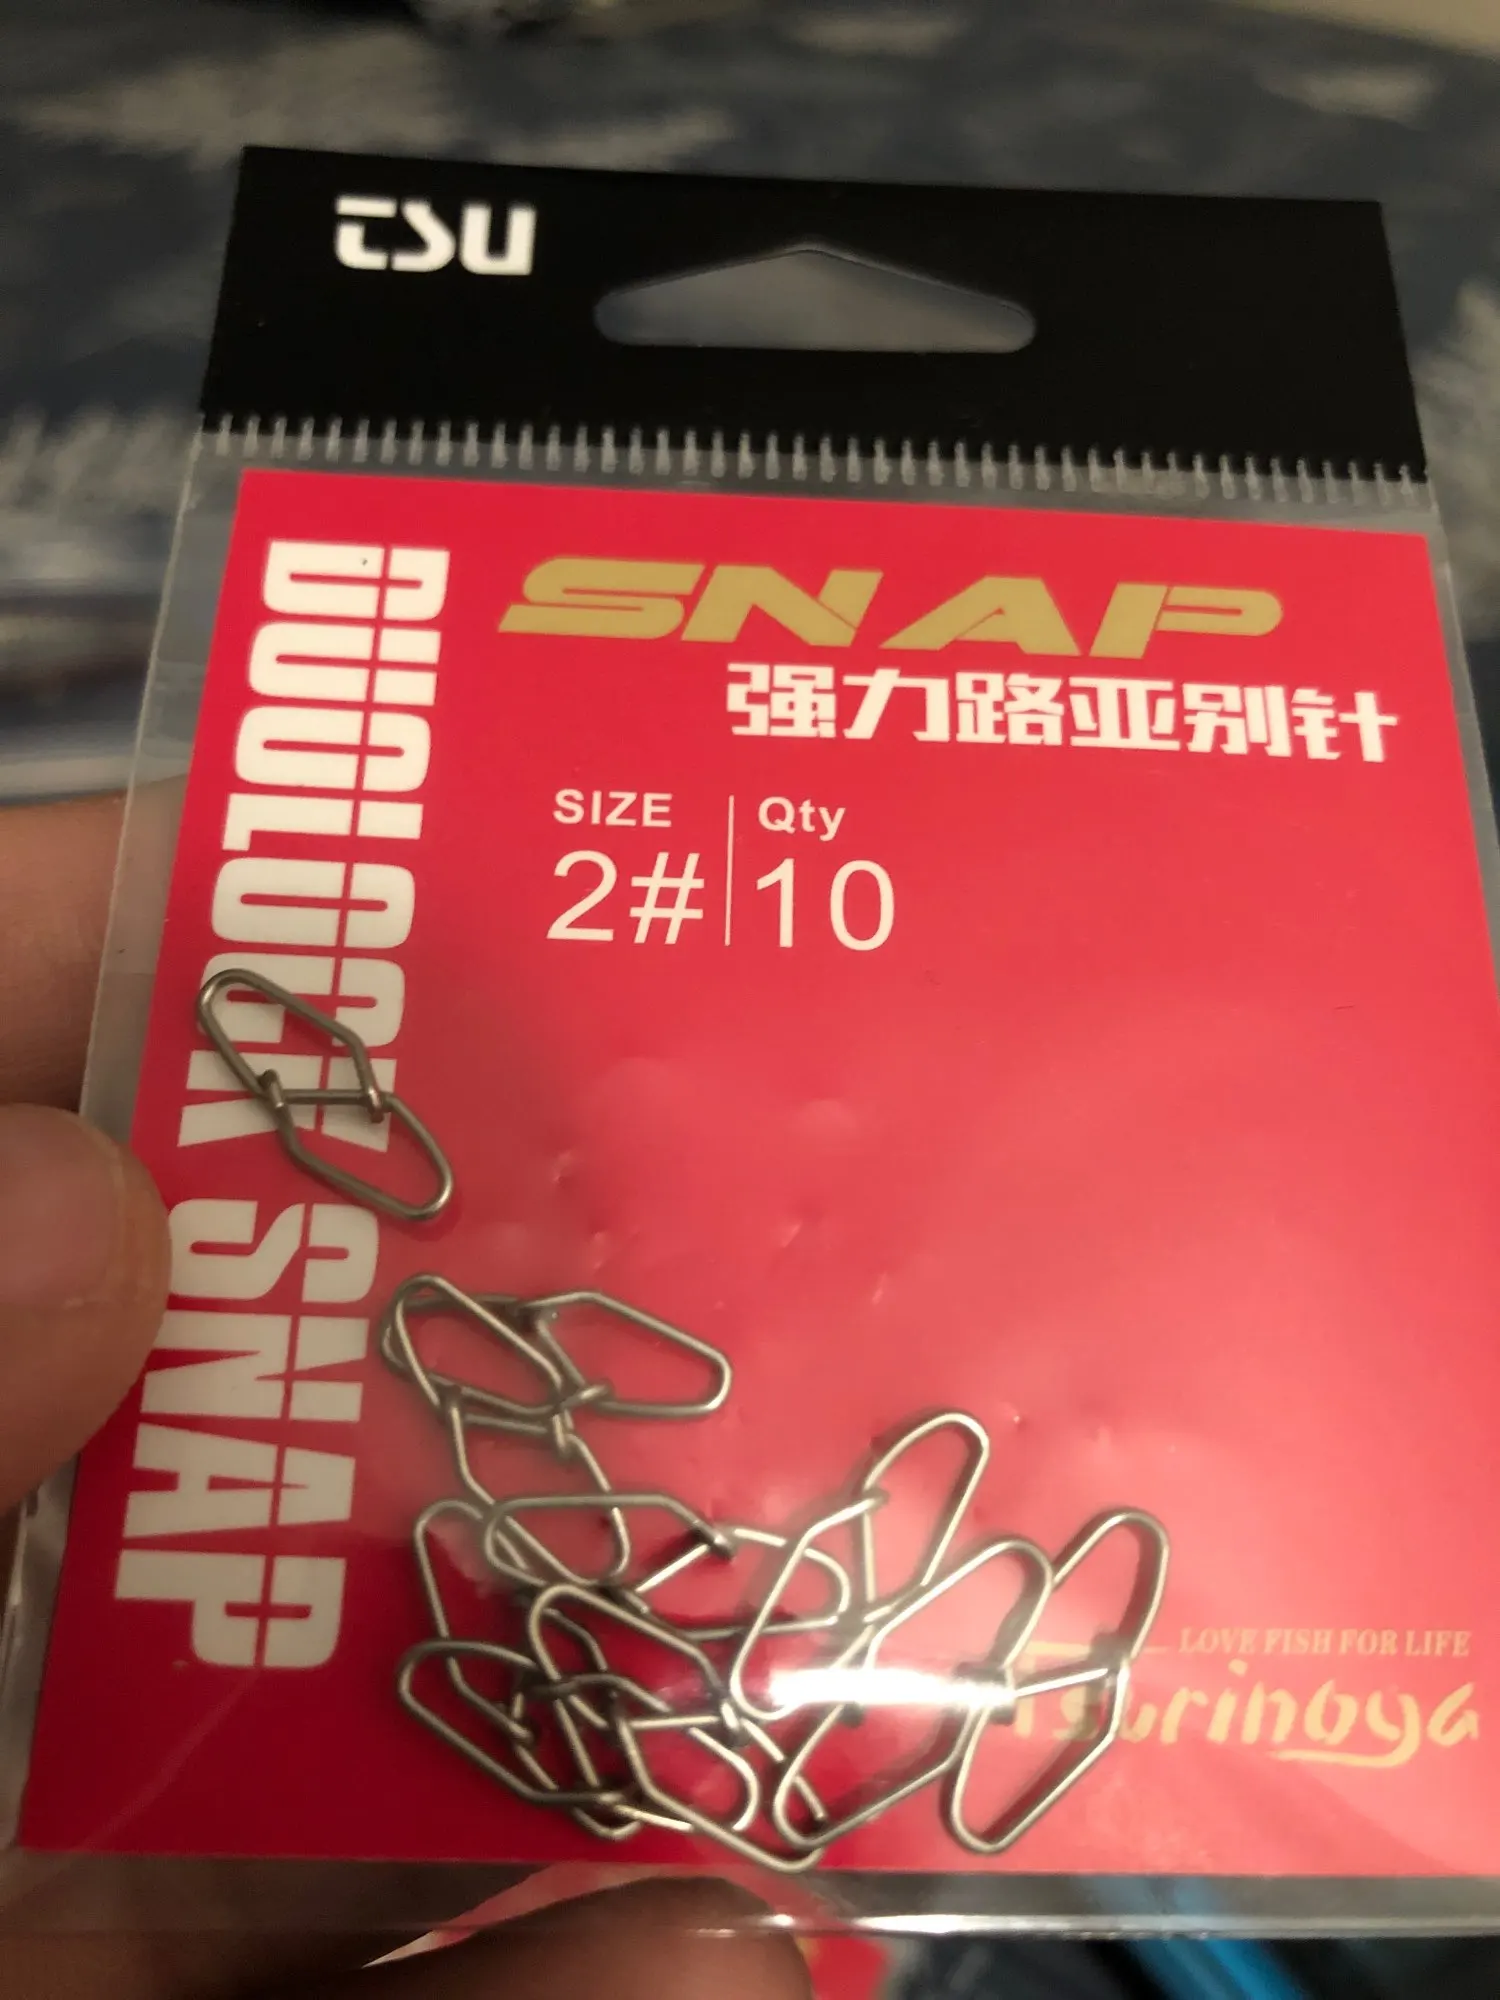 tsu
SNAP
强力路亚别针
SIZE
2#
Qty
10
DUOLOCK SNAP
LOVE FISH FOR LIFE
Tsurinoya